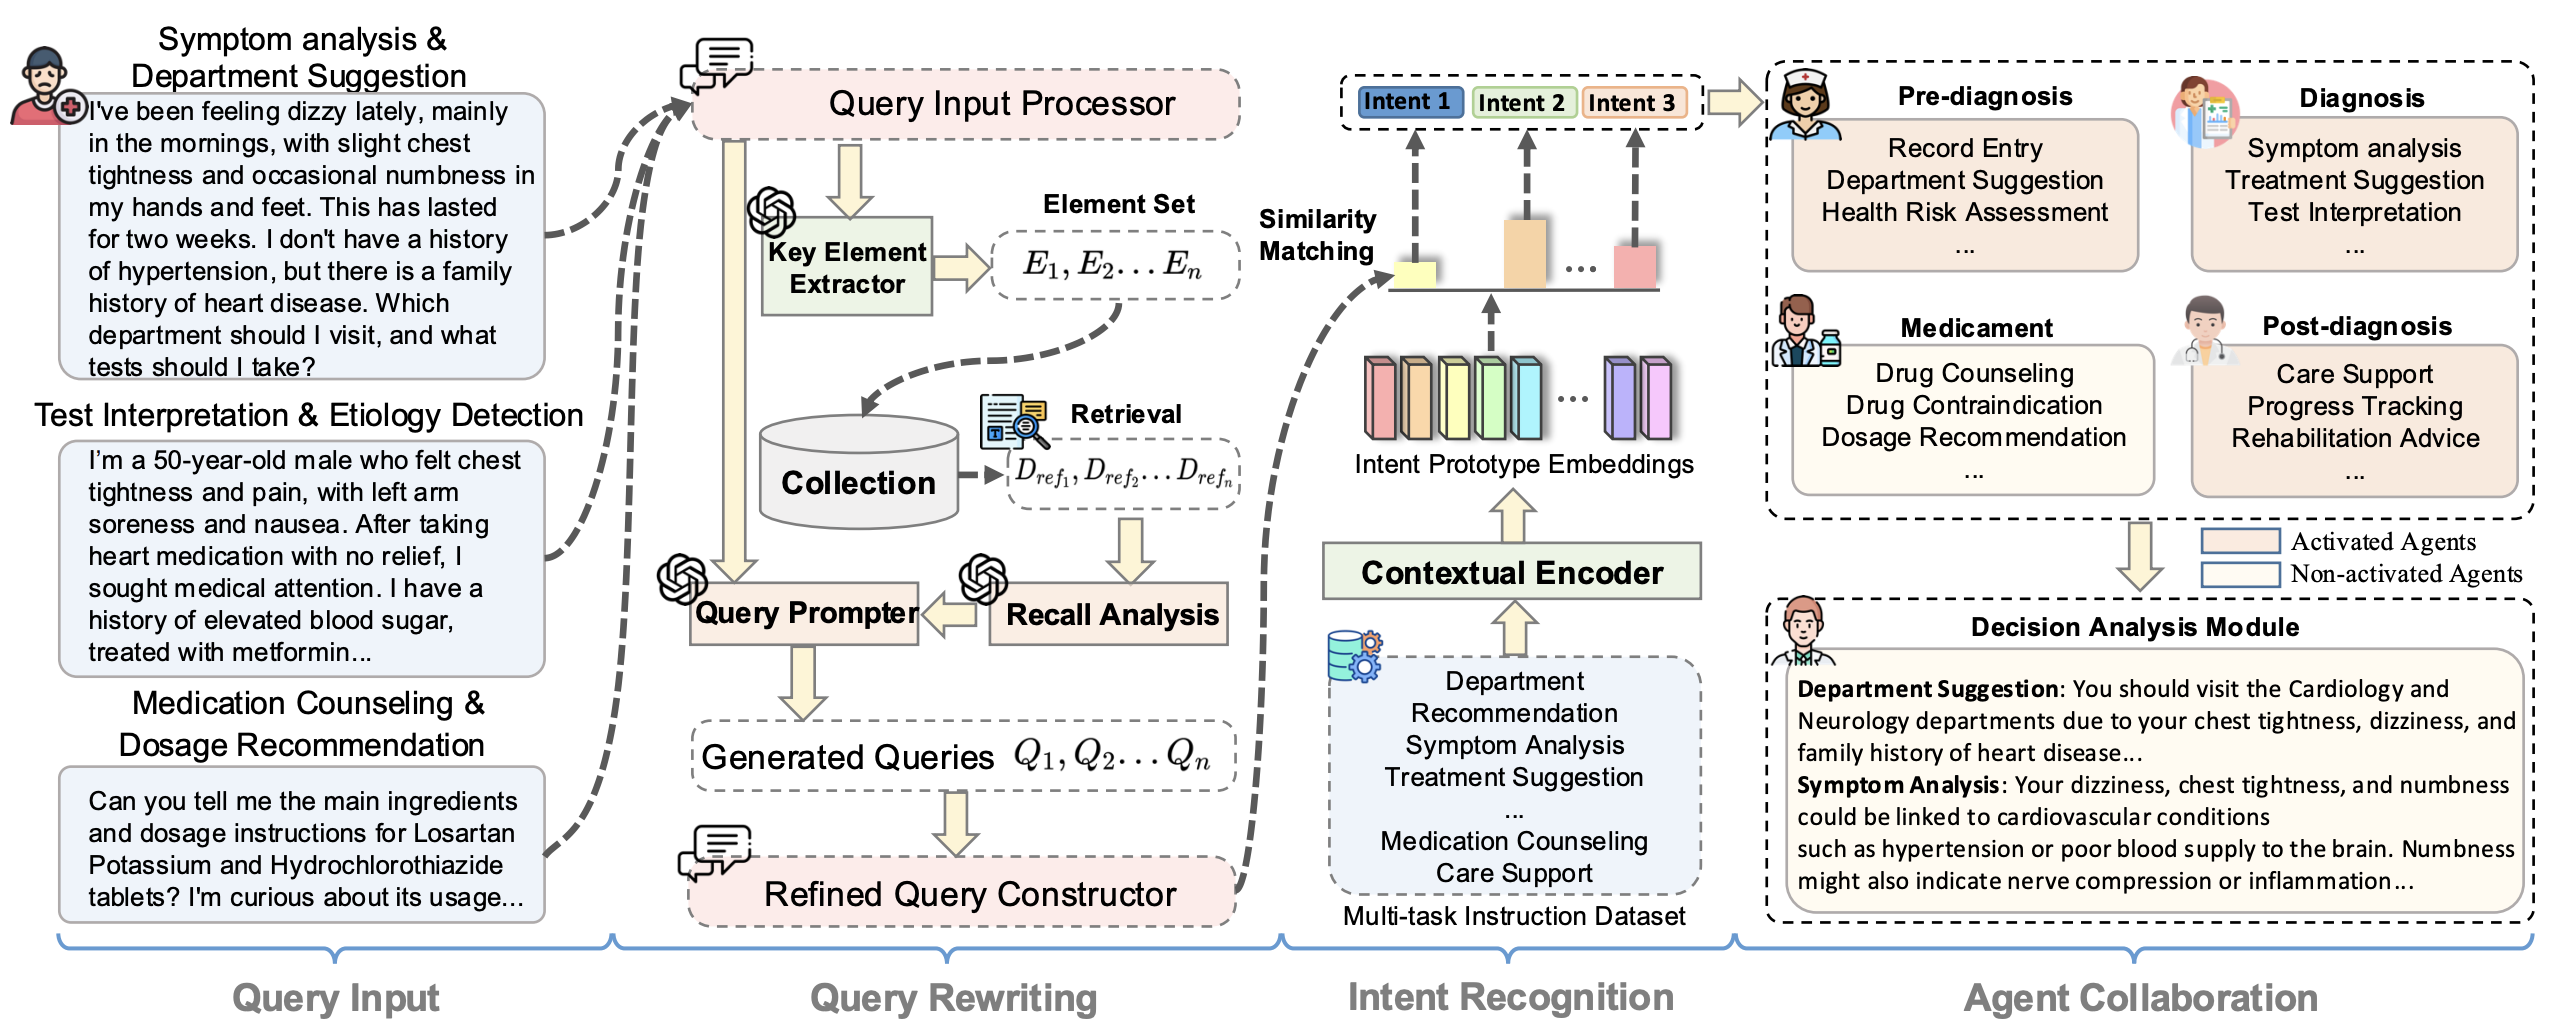 Symptom analysis &
Department Suggestion
I've been feeling dizzy lately, mainly
in the mornings, with slight chest
tightness and occasional numbness in
my hands and feet. This has lasted
for two weeks. I don't have a history
of hypertension, but there is a family
history of heart disease. Which
department should I visit, and what
tests should I take?
Test Interpretation & Etiology Detection
I'm a 50-year-old male who felt chest
tightness and pain, with left arm
soreness and nausea. After taking
heart medication with no relief, I
sought medical attention. I have a
history of elevated blood sugar,
treated with metformin...
Medication Counseling &
Dosage Recommendation
Can you tell me the main ingredients
and dosage instructions for Losartan
Potassium and Hydrochlorothiazide
tablets? I'm curious about its usage...
Query Input
Query Input Processor
Key Element
Extractor
Element Set
E1, E2... En
Collection
Retrieval
T
Dref1, Dref2... Drefn
Query Prompter
Recall Analysis
Generated Queries Q1, Q2... Qn
Refined Query Constructor
Query Rewriting
Intent 1
Intent 2
Intent 3
Similarity
Matching
...
...
Intent Prototype Embeddings
Contextual Encoder
Department
Recommendation
Symptom Analysis
Treatment Suggestion
...
Medication Counseling
Care Support
Multi-task Instruction Dataset
Intent Recognition
Pre-diagnosis
Record Entry
Department Suggestion
Health Risk Assessment
...
Diagnosis
Symptom analysis
Treatment Suggestion
Test Interpretation
...
Medicament
Drug Counseling
Drug Contraindication
Dosage Recommendation
...
Post-diagnosis
Care Support
Progress Tracking
Rehabilitation Advice
...
Activated Agents
Non-activated Agents
Decision Analysis Module
Department Suggestion: You should visit the Cardiology and
Neurology departments due to your chest tightness, dizziness, and
family history of heart disease...
Symptom Analysis: Your dizziness, chest tightness, and numbness
could be linked to cardiovascular conditions
such as hypertension or poor blood supply to the brain. Numbness
might also indicate nerve compression or inflammation...
Agent Collaboration